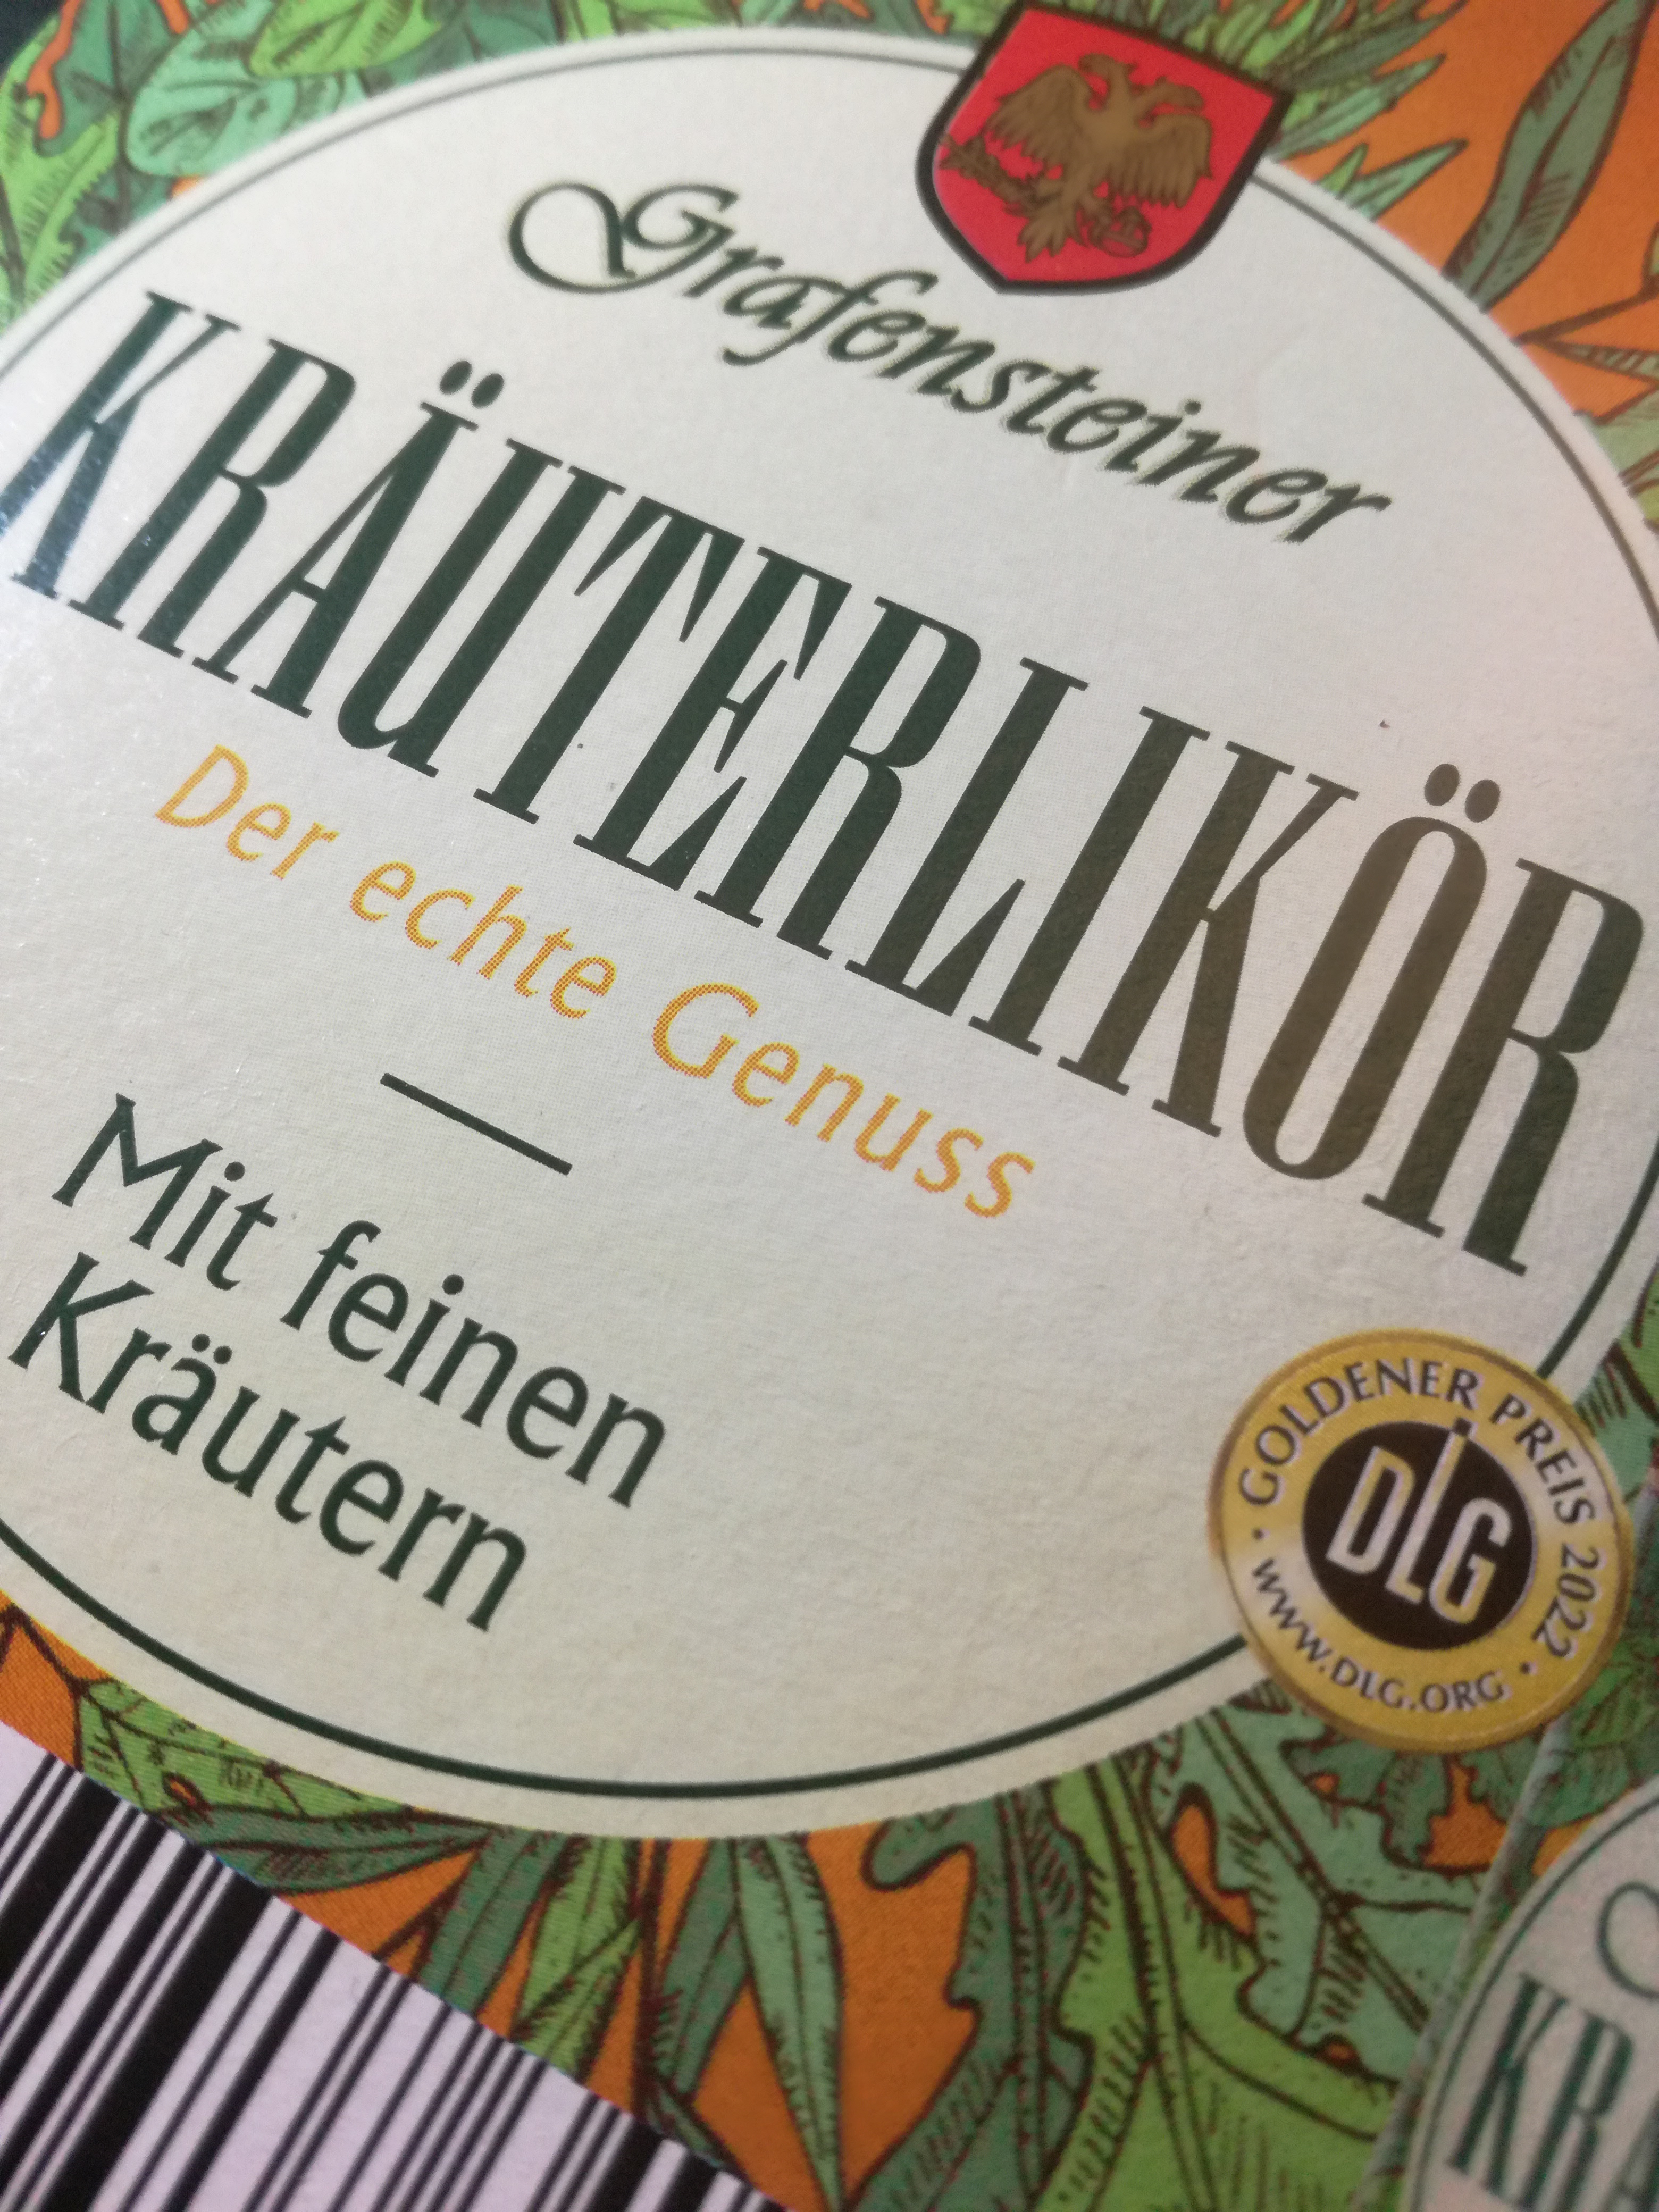 Grafensteiner
KRÄUTERLIKÖR
Der echte Genuss
Mit feinen
Kräutern
GOLDENER PREIS 2022
DLG
WWW.DLG.ORG